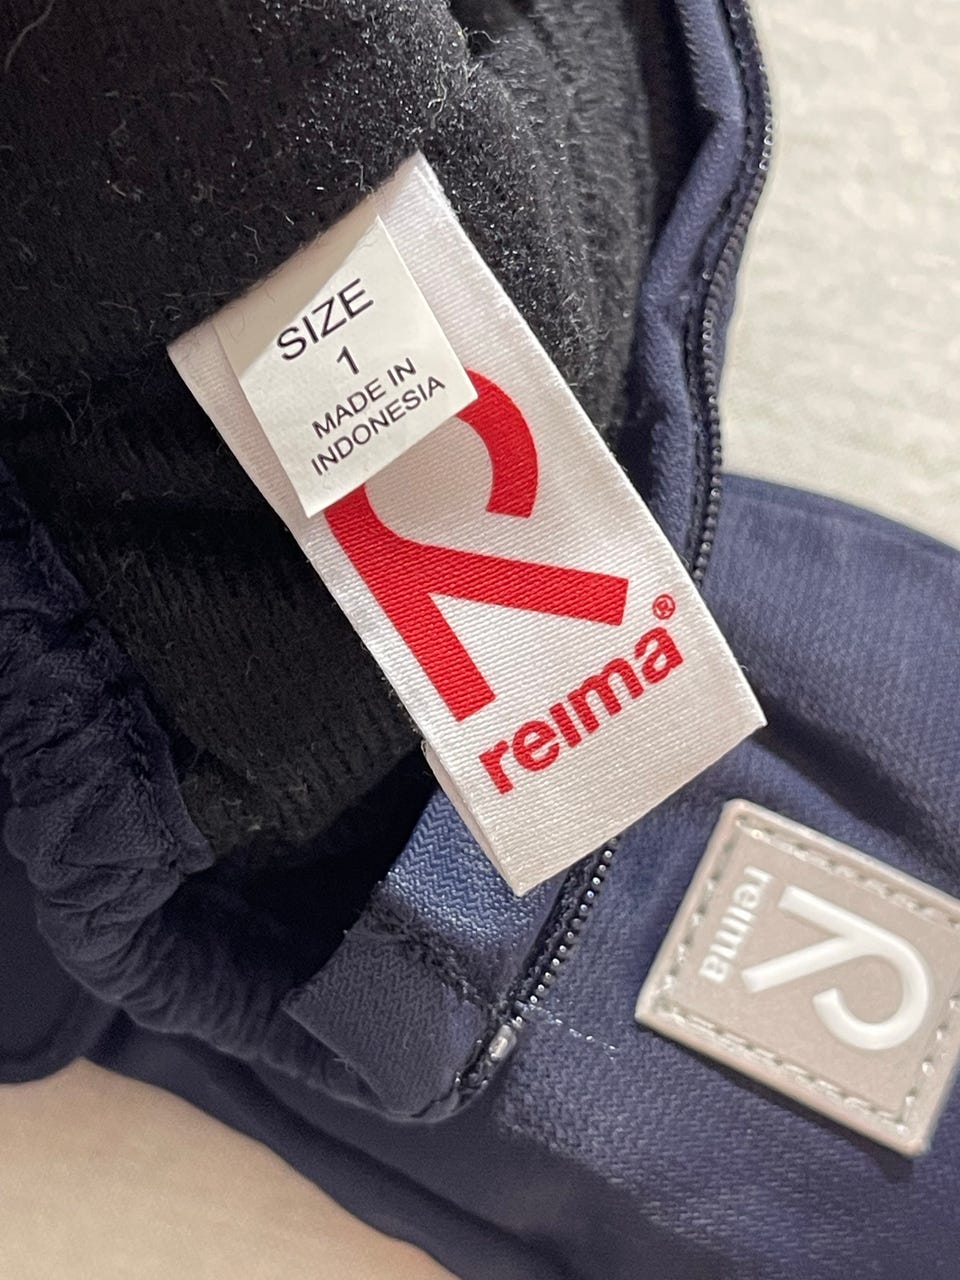 SIZE
1
MADE IN
INDONESIA
reima®
reima